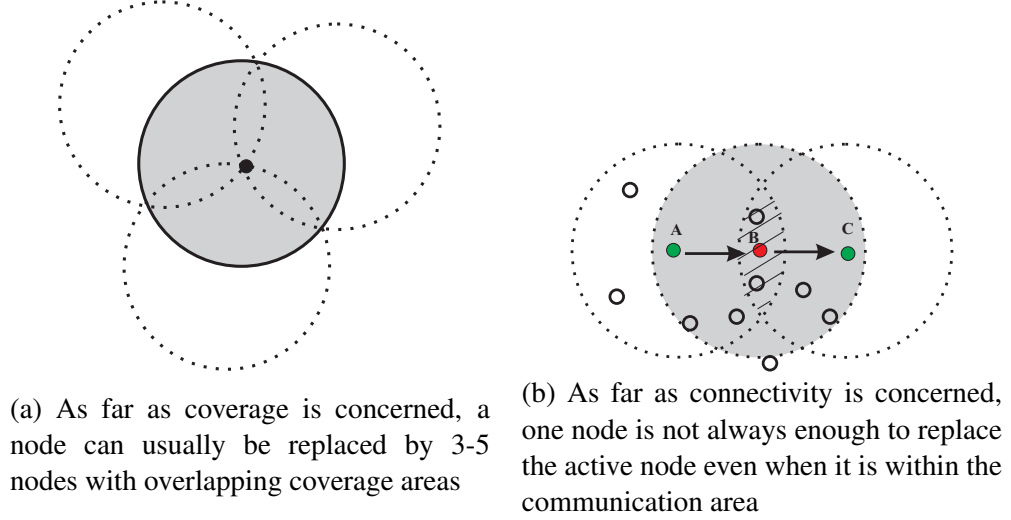 A
B
C
(a) As far as coverage is concerned, a
node can usually be replaced by 3-5
nodes with overlapping coverage areas
(b) As far as connectivity is concerned,
one node is not always enough to replace
the active node even when it is within the
communication area